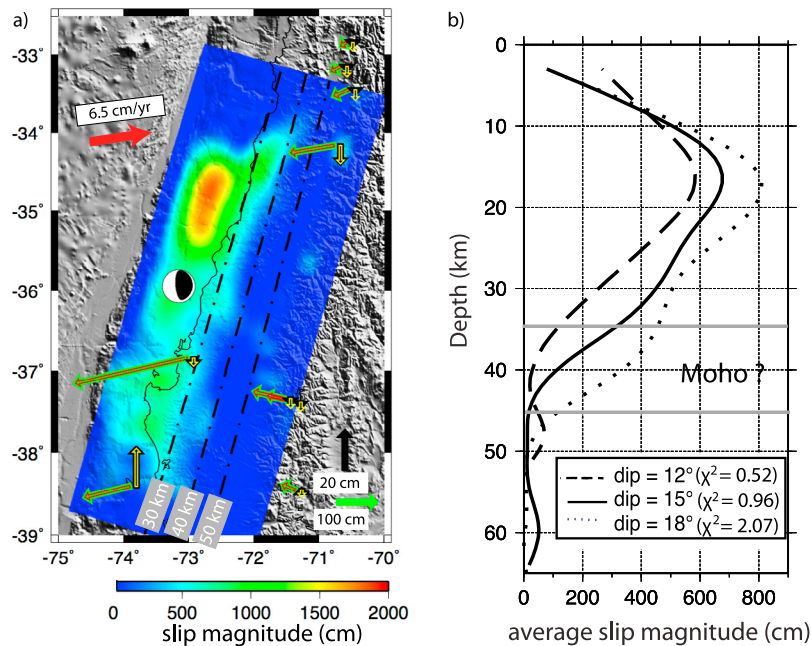 a)
-33°
-34°
-35°
-36°
-37°
-38°
-39°
6.5 cm/yr
30 km
40 km
50 km
20 cm
100 cm
-75° -74° -73° -72° -71° -70°
0 500 1000 1500 2000
slip magnitude (cm)
b)
0
10
20
30
40
50
60
Depth (km)
Moho ?
dip = 12° (χ² = 0.52)
dip = 15° (χ² = 0.96)
dip = 18° (χ² = 2.07)
0 200 400 600 800
average slip magnitude (cm)